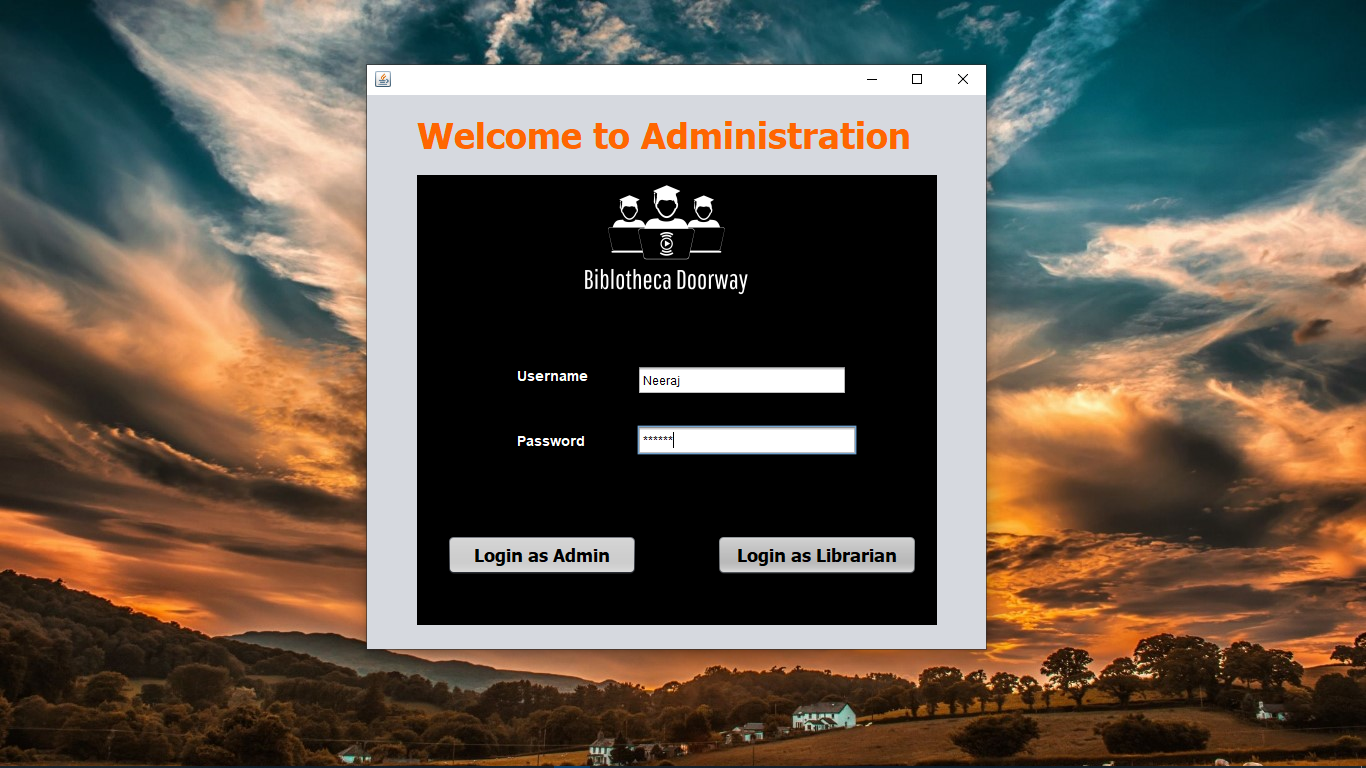 Welcome to Administration
Biblotheca Doorway
Username
Neeraj
Password
******
Login as Admin
Login as Librarian